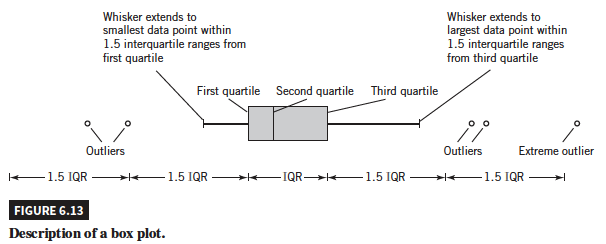 Whisker extends to
smallest data point within
1.5 interquartile ranges from
first quartile
Whisker extends to
largest data point within
1.5 interquartile ranges
from third quartile
First quartile Second quartile Third quartile
Outliers Outliers Extreme outlier
1.5 IQR 1.5 IQR IQR 1.5 IQR 1.5 IQR
FIGURE 6.13
Description of a box plot.